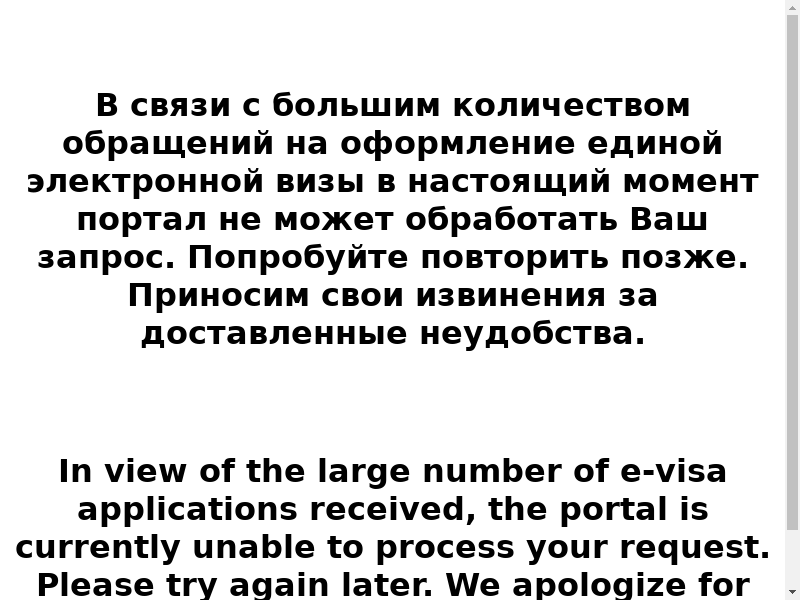 В связи с большим количеством
обращений на оформление единой
электронной визы в настоящий момент
портал не может обработать Ваш
запрос. Попробуйте повторить позже.
Приносим свои извинения за
доставленные неудобства.
In view of the large number of e-visa
applications received, the portal is
currently unable to process your request.
Please try again later. We apologize for